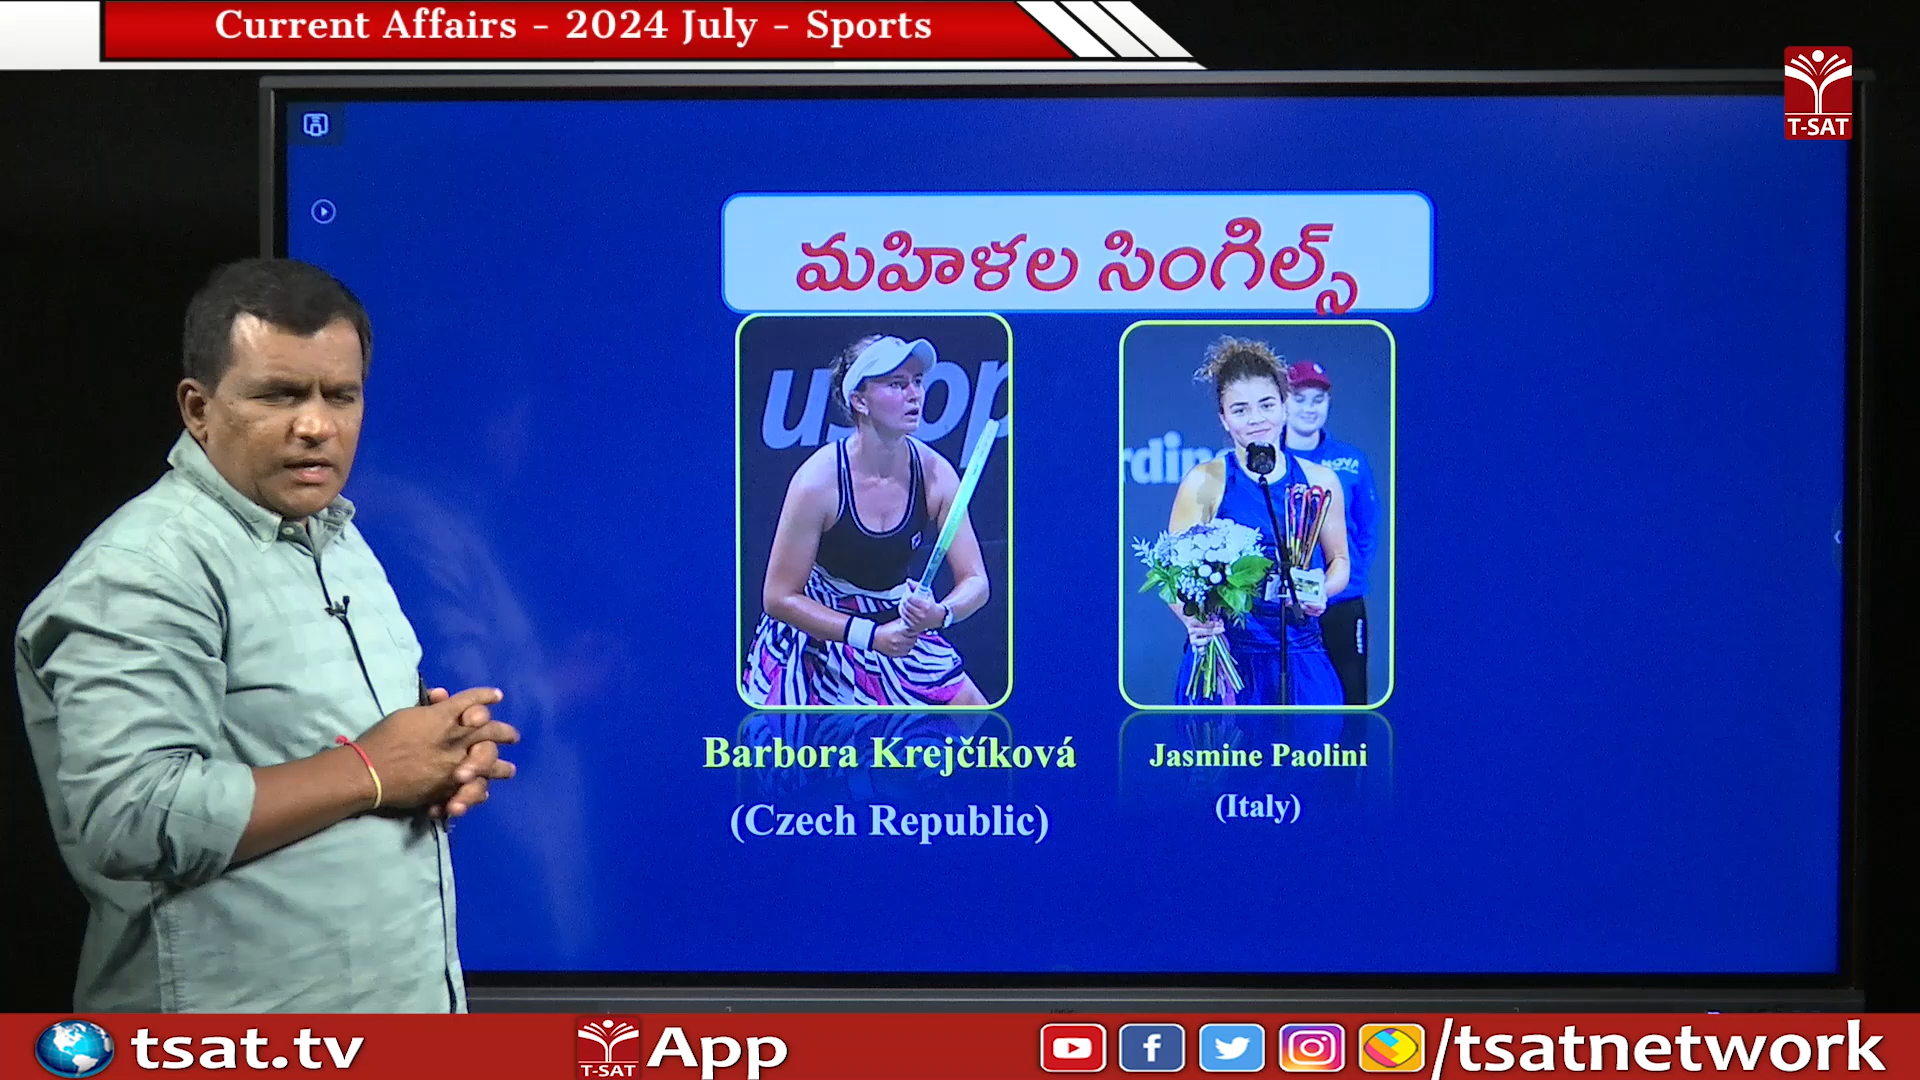 Current Affairs - 2024 July - Sports
T-SAT
మహిళల సింగిల్స్
Barbora Krejčíková
(Czech Republic)
Jasmine Paolini
(Italy)
tsat.tv
T-SAT
App
/tsatnetwork